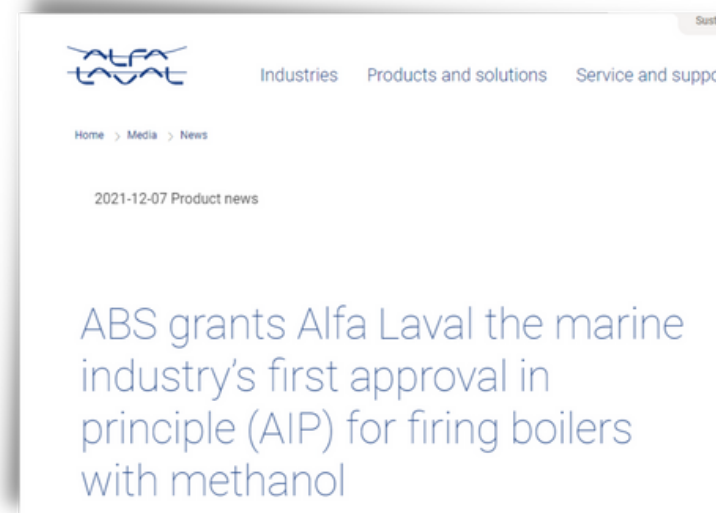 Sust
ALFA
LAVAL
Industries Products and solutions Service and suppo
Home > Media > News
2021-12-07 Product news
ABS grants Alfa Laval the marine
industry's first approval in
principle (AIP) for firing boilers
with methanol